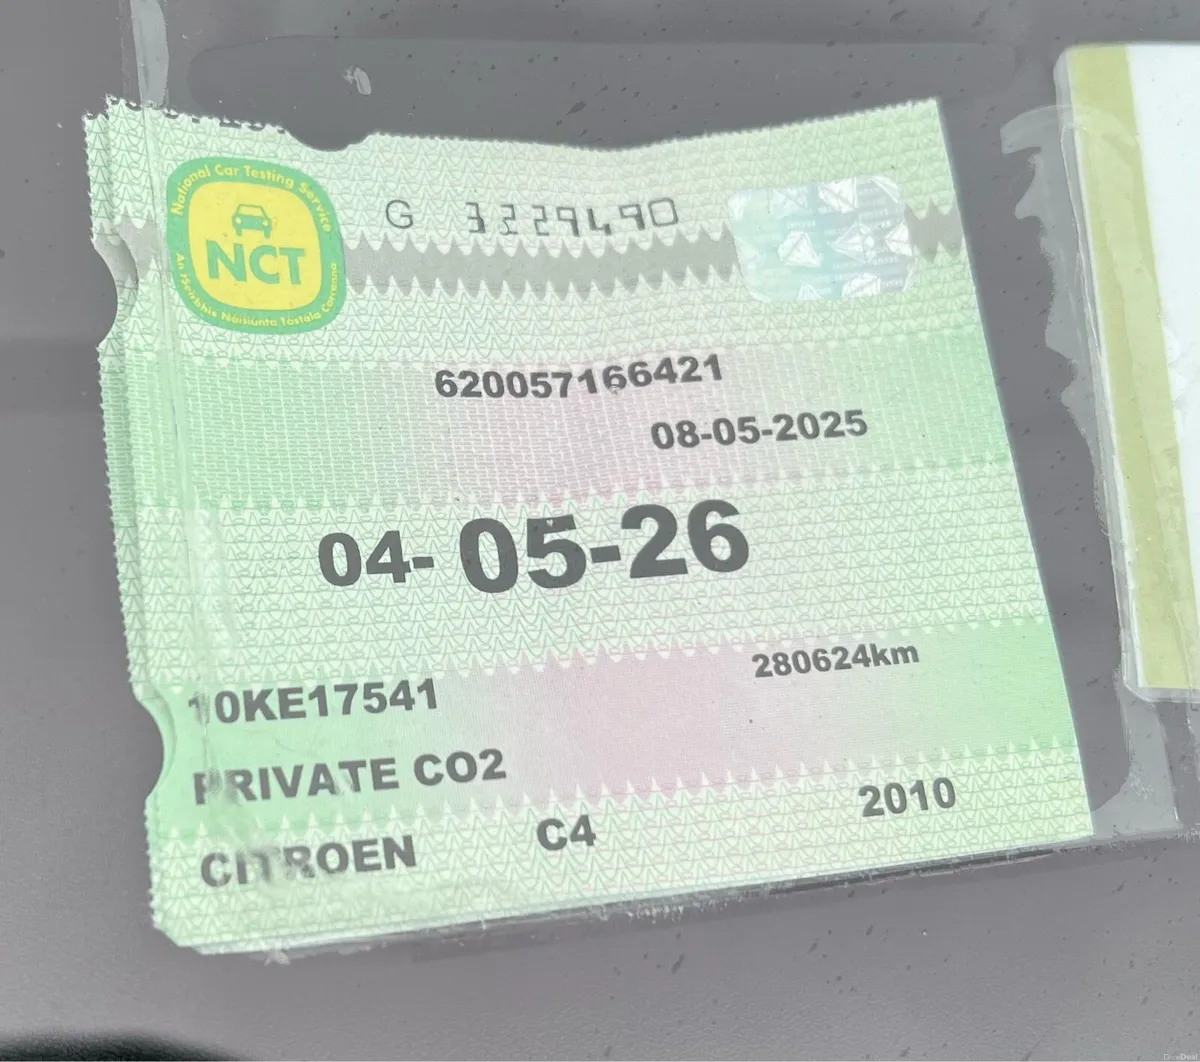 National Car Testing Service
NCT
An tSeirbhís Náisiúnta Tástála Carranna
G 3229490
620057166421
08-05-2025
04-05-26
280624km
10KE17541
PRIVATE CO2
CITROEN C4 2010
DoneDeal